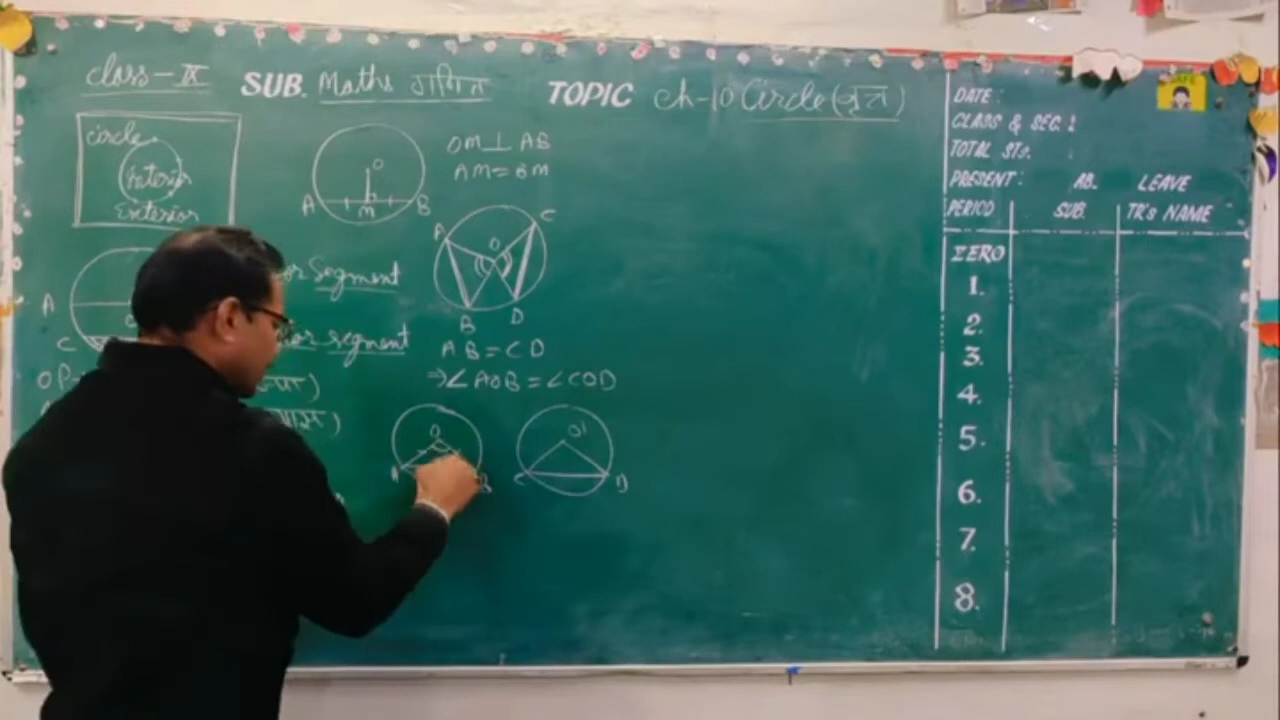 class-IX SUB. Maths गणित TOPIC ch-10 Circle (वृत्त)
circle
Interior
Exterior
O
A M B
OM⊥AB
AM=BM
A C
O
B D
Segment
A
C
segment
AB=CD
⇒∠AOB=∠COD
O
A B
O'
C D
DATE:
CLASS & SEC:
TOTAL STs. :
PRESENT: AB. LEAVE
PERIOD SUB. TR's NAME
ZERO
1.
2.
3.
4.
5.
6.
7.
8.